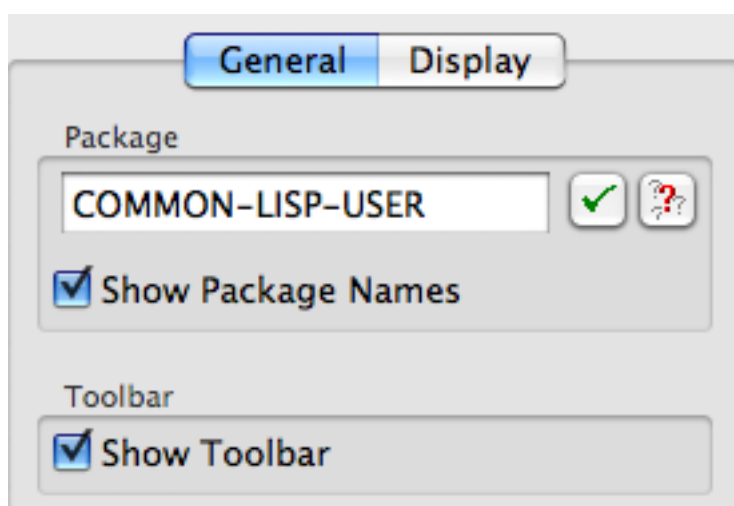 General Display
Package
COMMON-LISP-USER
Show Package Names
Toolbar
Show Toolbar